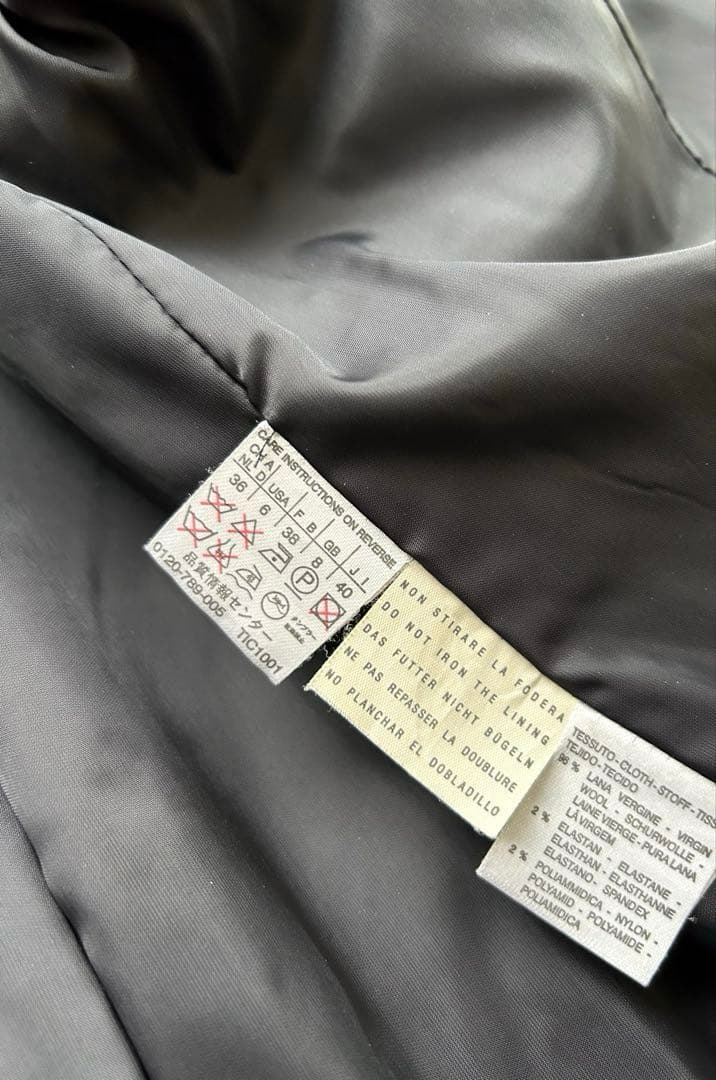 CARE INSTRUCTIONS ON REVERSE
CH A
NL D USA F B GB J I
36 6 38 8 40
P
品質情報センター
0120-789-005 TIC1001
NON STIRARE LA FODERA
DO NOT IRON THE LINING
DAS FUTTER NICHT BÜGELN
NE PAS REPASSER LA DOUBLURE
NO PLANCHAR EL DOBLADILLO
TESSUTO-CLOTH-STOFF-TISS
TEJIDO-TECIDO
96 % LANA VERGINE - VIRGIN
WOOL - SCHURWOLLE
LAINE VIERGE - PURA LANA
LÃ VIRGEM
2 % ELASTAN - ELASTANE -
ELASTHAN - ELASTHANNE
ELASTANO - SPANDEX
2 % POLIAMMIDICA - NYLON -
POLYAMID - POLYAMIDE -
POLIAMIDICA